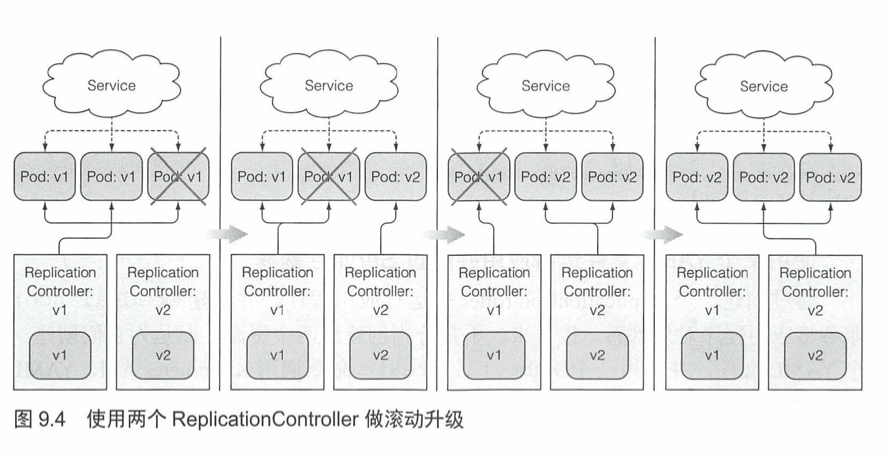 Service
Service
Service
Service
Pod: v1
Pod: v1
Pod: v1
Pod: v1
Pod: v1
Pod: v2
Pod: v1
Pod: v2
Pod: v2
Pod: v2
Pod: v2
Pod: v2
Replication
Controller:
v1
v1
Replication
Controller:
v2
v2
Replication
Controller:
v1
v1
Replication
Controller:
v2
v2
Replication
Controller:
v1
v1
Replication
Controller:
v2
v2
Replication
Controller:
v1
v1
Replication
Controller:
v2
v2
图 9.4 使用两个 ReplicationController 做滚动升级